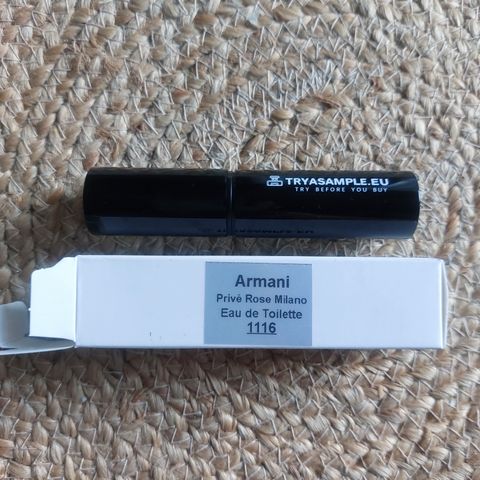 TRYASAMPLE.EU
TRY BEFORE YOU BUY
Armani
Privé Rose Milano
Eau de Toilette
1116